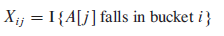 X_{ij} = I {A[j] falls in bucket i}